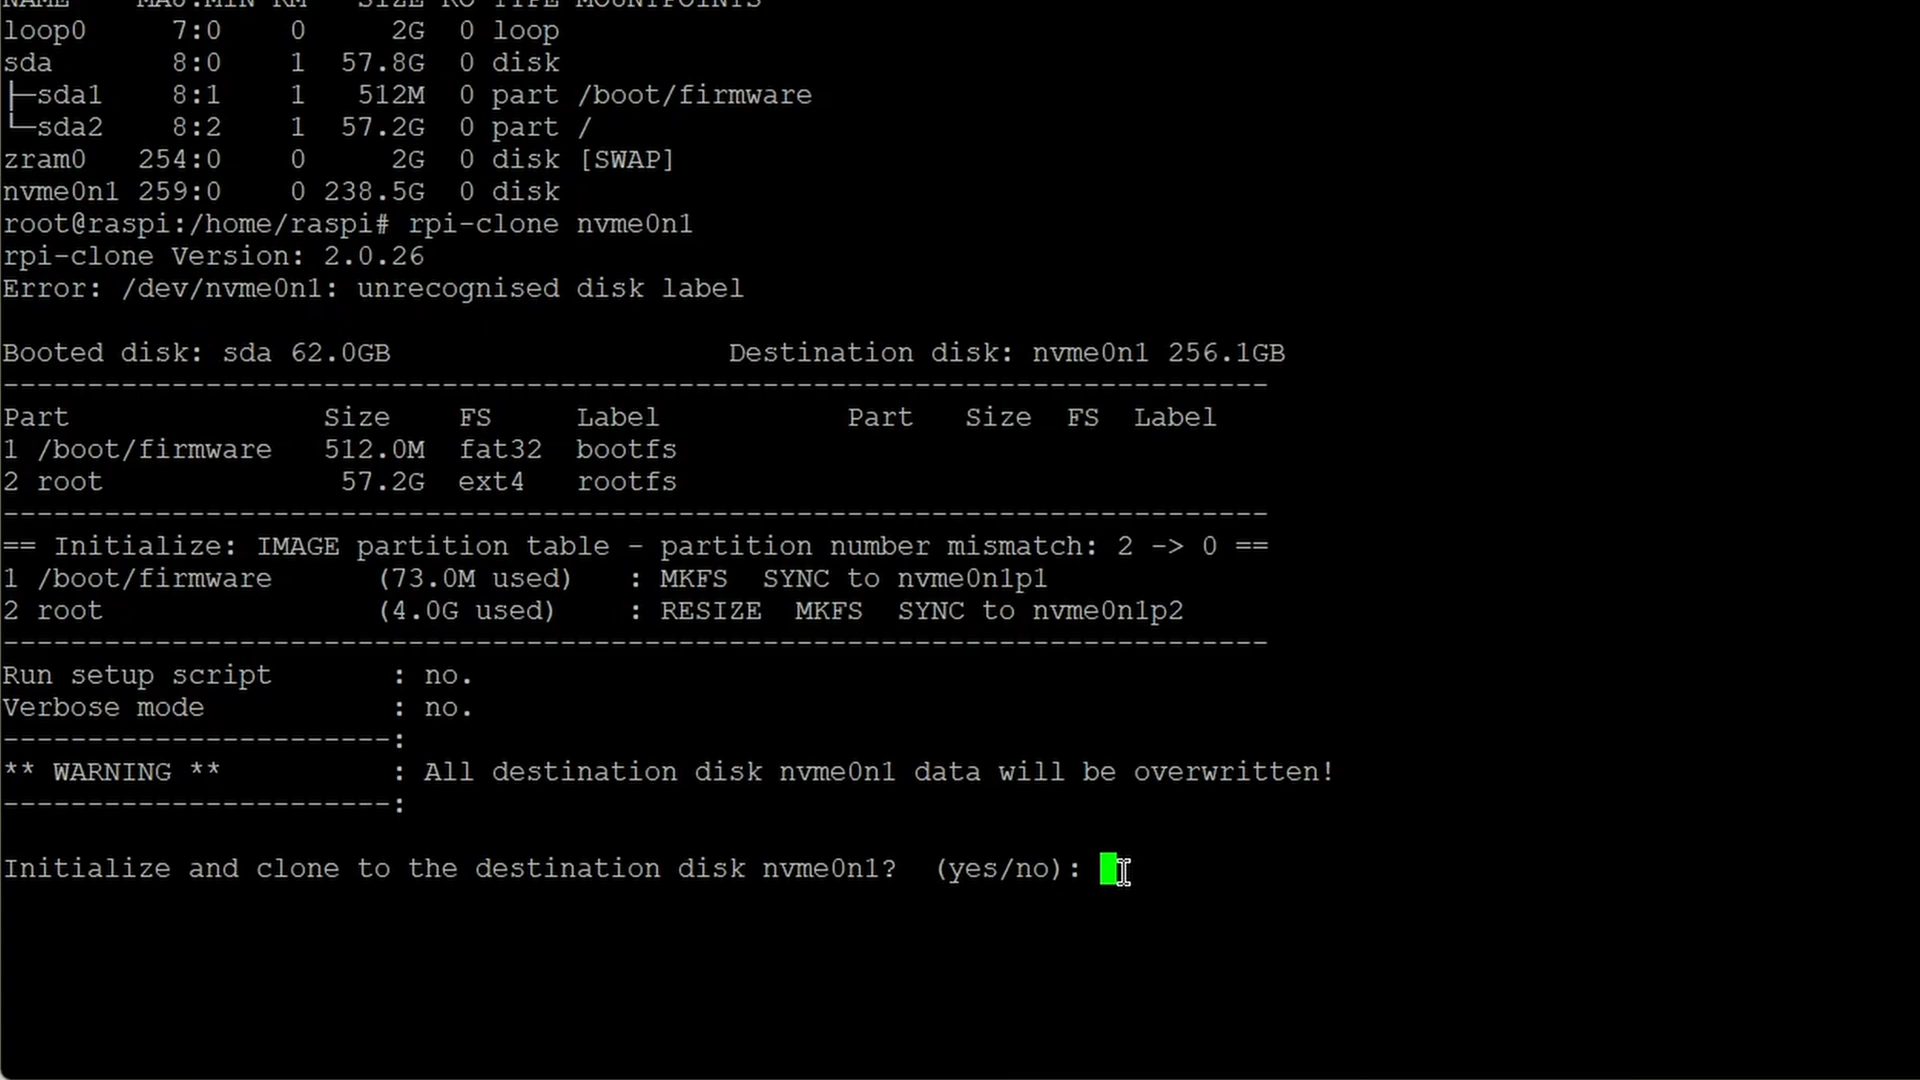 NAME MAJ:MIN RM SIZE RO TYPE MOUNTPOINTS
loop0 7:0 0 2G 0 loop
sda 8:0 1 57.8G 0 disk
├─sda1 8:1 1 512M 0 part /boot/firmware
└─sda2 8:2 1 57.2G 0 part /
zram0 254:0 0 2G 0 disk [SWAP]
nvme0n1 259:0 0 238.5G 0 disk
root@raspi:/home/raspi# rpi-clone nvme0n1
rpi-clone Version: 2.0.26
Error: /dev/nvme0n1: unrecognised disk label
Booted disk: sda 62.0GB Destination disk: nvme0n1 256.1GB
---------------------------------------------------------------------------
Part Size FS Label Part Size FS Label
1 /boot/firmware 512.0M fat32 bootfs
2 root 57.2G ext4 rootfs
---------------------------------------------------------------------------
== Initialize: IMAGE partition table - partition number mismatch: 2 -> 0 ==
1 /boot/firmware (73.0M used) : MKFS SYNC to nvme0n1p1
2 root (4.0G used) : RESIZE MKFS SYNC to nvme0n1p2
---------------------------------------------------------------------------
Run setup script : no.
Verbose mode : no.
-----------------------:
** WARNING ** : All destination disk nvme0n1 data will be overwritten!
-----------------------:
Initialize and clone to the destination disk nvme0n1? (yes/no):